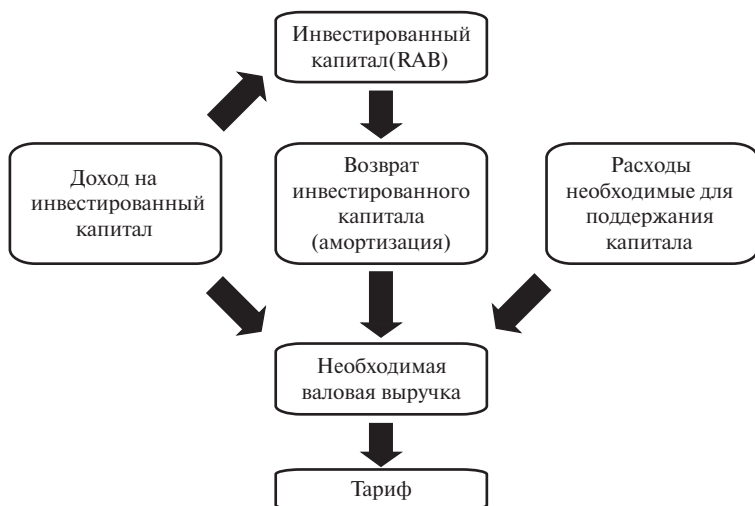 Инвестированный
капитал(RAB)
Доход на
инвестированный
капитал
Возврат
инвестированного
капитала
(амортизация)
Расходы
необходимые для
поддержания
капитала
Необходимая
валовая выручка
Тариф